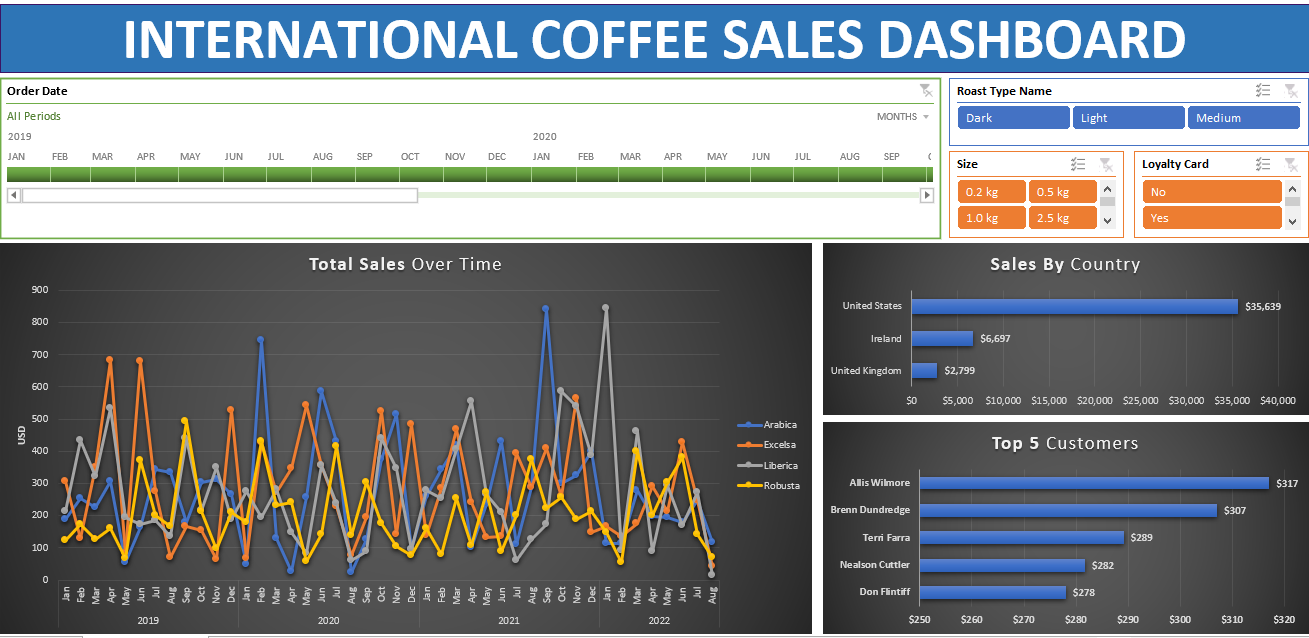 INTERNATIONAL COFFEE SALES DASHBOARD
Order Date
All Periods
MONTHS
2019 2020
JAN FEB MAR APR MAY JUN JUL AUG SEP OCT NOV DEC JAN FEB MAR APR MAY JUN JUL AUG SEP
Roast Type Name
Dark Light Medium
Size
0.2 kg 0.5 kg
1.0 kg 2.5 kg
Loyalty Card
No
Yes
Total Sales Over Time
900
800
700
600
500
400
300
200
100
0
USD
Jan Feb Mar Apr May Jun Jul Aug Sep Oct Nov Dec Jan Feb Mar Apr May Jun Jul Aug Sep Oct Nov Dec Jan Feb Mar Apr May Jun Jul Aug Sep Oct Nov Dec Jan Feb Mar Apr May Jun Jul Aug
2019 2020 2021 2022
Arabica
Excelsa
Liberica
Robusta
Sales By Country
United States $35,639
Ireland $6,697
United Kingdom $2,799
$0 $5,000 $10,000 $15,000 $20,000 $25,000 $30,000 $35,000 $40,000
Top 5 Customers
Allis Wilmore $317
Brenn Dundredge $307
Terri Farra $289
Nealson Cuttler $282
Don Flintiff $278
$250 $260 $270 $280 $290 $300 $310 $320